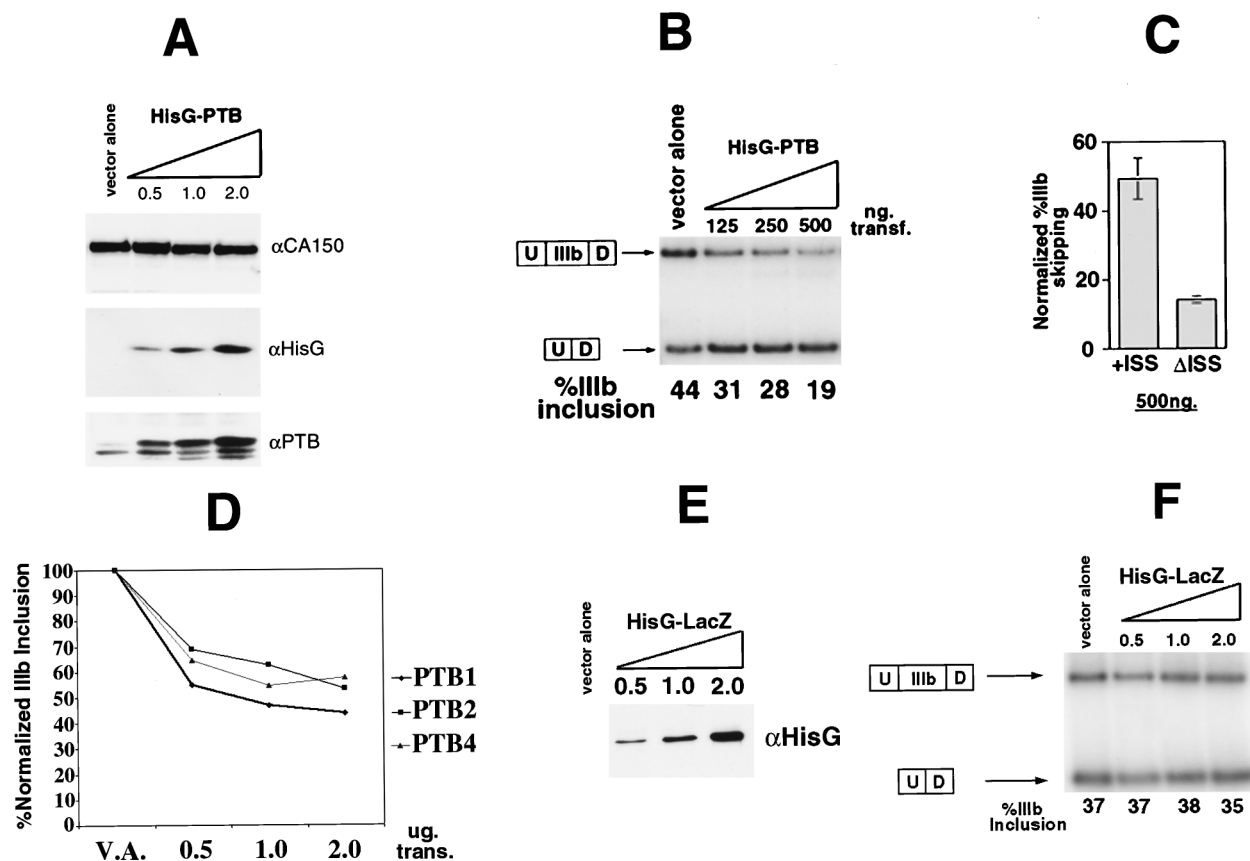 A
vector alone
HisG-PTB
0.5 1.0 2.0
αCA150
αHisG
αPTB
B
vector alone
HisG-PTB
125 250 500
ng. transf.
U IIIb D
U D
%IIIb inclusion
44 31 28 19
C
Normalized %IIIb skipping
60
40
20
0
+ISS ΔISS
500ng.
D
%Normalized IIIb Inclusion
100
90
80
70
60
50
40
30
20
10
0
V.A. 0.5 1.0 2.0
ug. trans.
PTB1
PTB2
PTB4
E
vector alone
HisG-LacZ
0.5 1.0 2.0
αHisG
F
vector alone
HisG-LacZ
0.5 1.0 2.0
U IIIb D
U D
%IIIb Inclusion
37 37 38 35